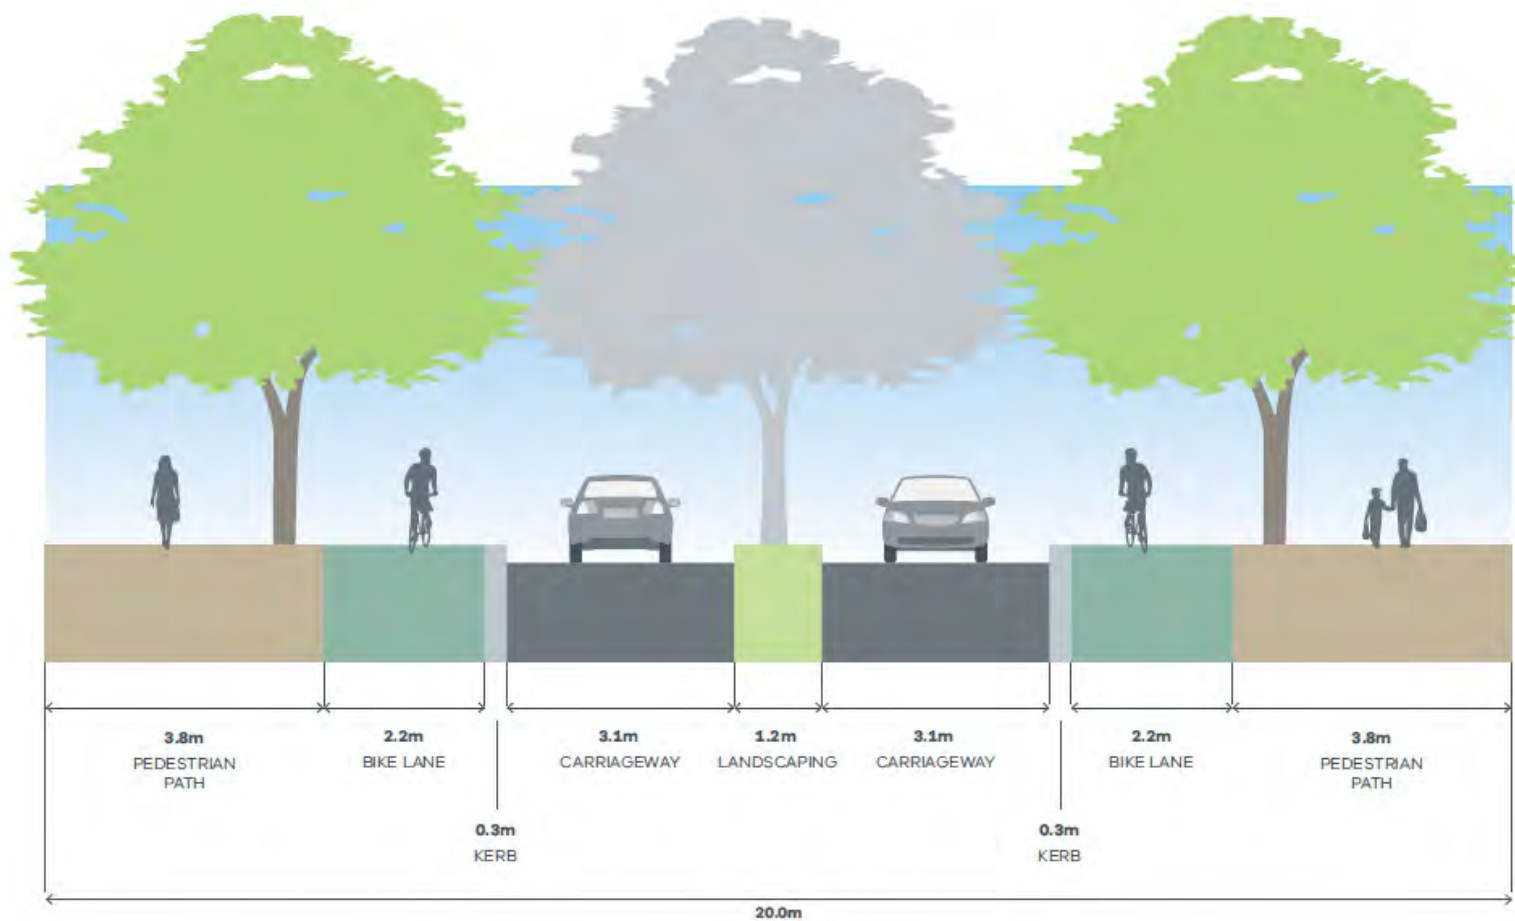 3.8m
PEDESTRIAN
PATH
2.2m
BIKE LANE
3.1m
CARRIAGEWAY
1.2m
LANDSCAPING
3.1m
CARRIAGEWAY
2.2m
BIKE LANE
3.8m
PEDESTRIAN
PATH
0.3m
KERB
0.3m
KERB
20.0m